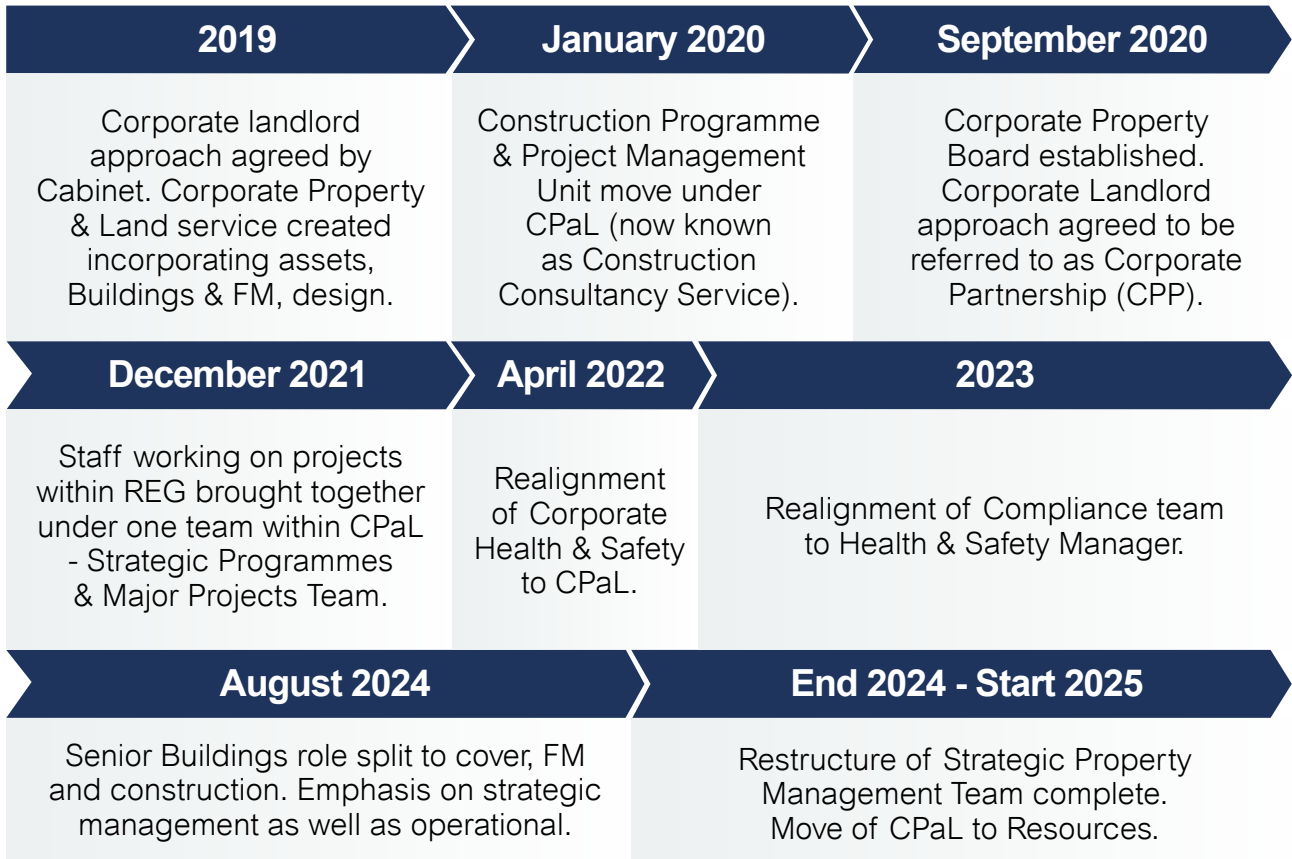 2019
January 2020
September 2020
Corporate landlord
approach agreed by
Cabinet. Corporate Property
& Land service created
incorporating assets,
Buildings & FM, design.
Construction Programme
& Project Management
Unit move under
CPaL (now known
as Construction
Consultancy Service).
Corporate Property
Board established.
Corporate Landlord
approach agreed to be
referred to as Corporate
Partnership (CPP).
December 2021
April 2022
2023
Staff working on projects
within REG brought together
under one team within CPaL
- Strategic Programmes
& Major Projects Team.
Realignment
of Corporate
Health & Safety
to CPaL.
Realignment of Compliance team
to Health & Safety Manager.
August 2024
End 2024 - Start 2025
Senior Buildings role split to cover, FM
and construction. Emphasis on strategic
management as well as operational.
Restructure of Strategic Property
Management Team complete.
Move of CPaL to Resources.